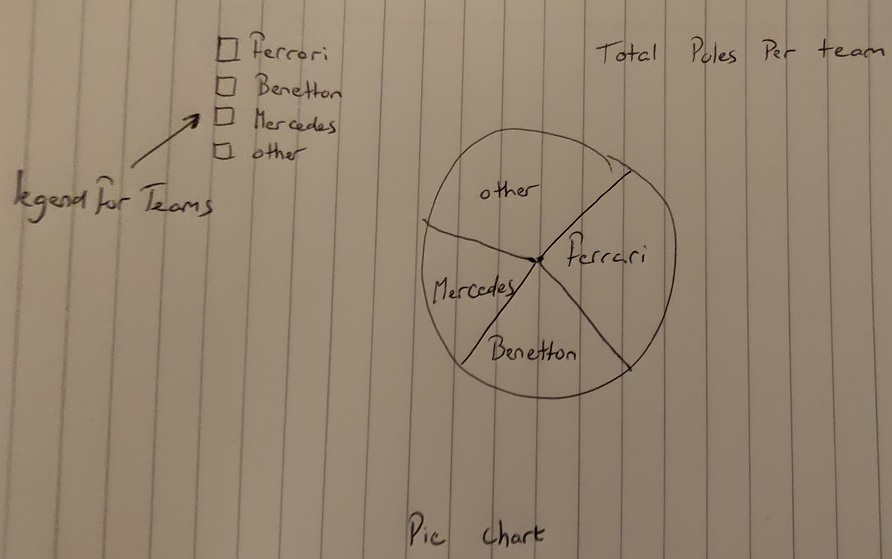 Ferrari
Benetton
Mercedes
other
Total Poles Per team
legend for Teams
other
Ferrari
Mercedes
Benetton
Pie chart